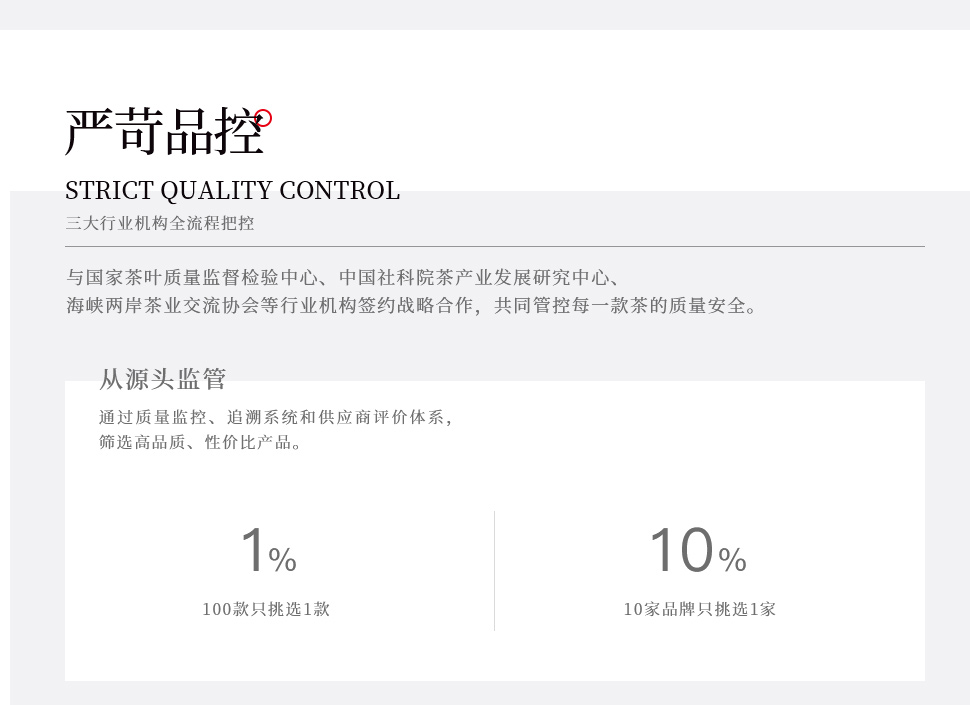 严苛品控
STRICT QUALITY CONTROL
三大行业机构全流程把控
与国家茶叶质量监督检验中心、中国社科院茶产业发展研究中心、
海峡两岸茶业交流协会等行业机构签约战略合作，共同管控每一款茶的质量安全。
从源头监管
通过质量监控、追溯系统和供应商评价体系，
筛选高品质、性价比产品。
1%
100款只挑选1款
10%
10家品牌只挑选1家